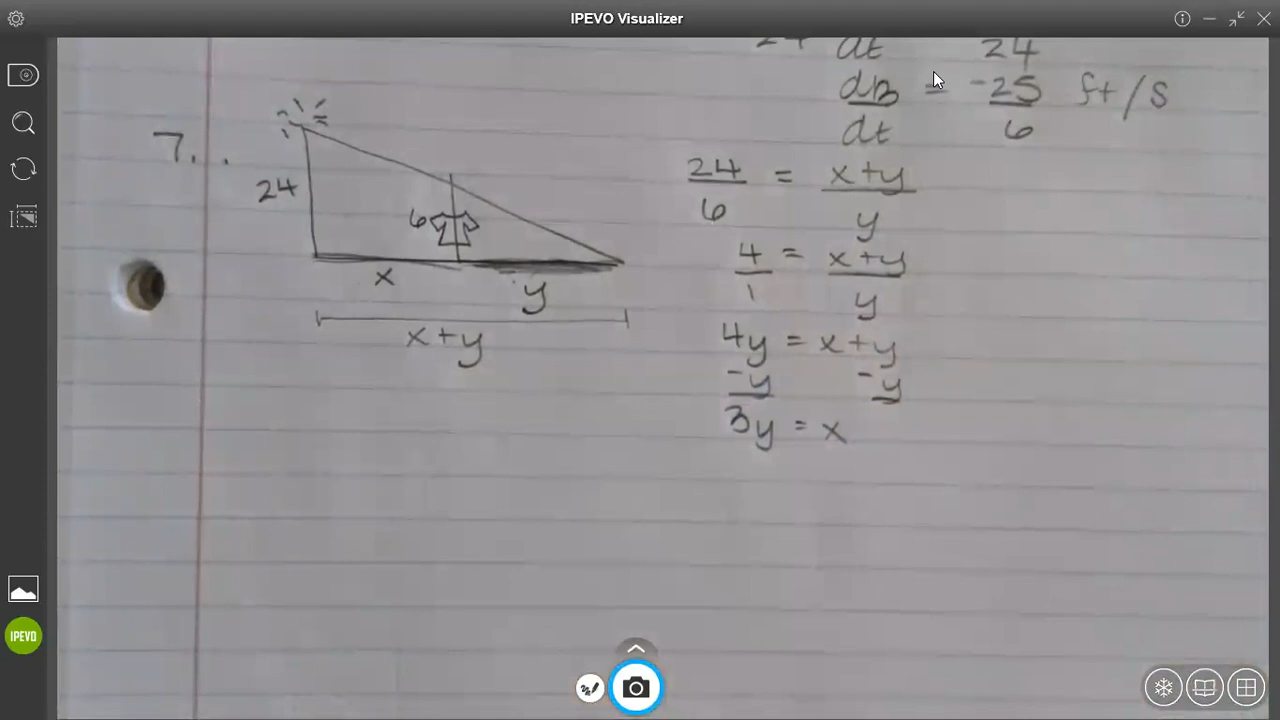 IPEVO Visualizer
dt 24
dB = -25 ft/s
dt 6
7.
24
6
x
y
x+y
24 = x+y
6 y
4 = x+y
1 y
4y = x+y
-y -y
3y = x
IPEVO